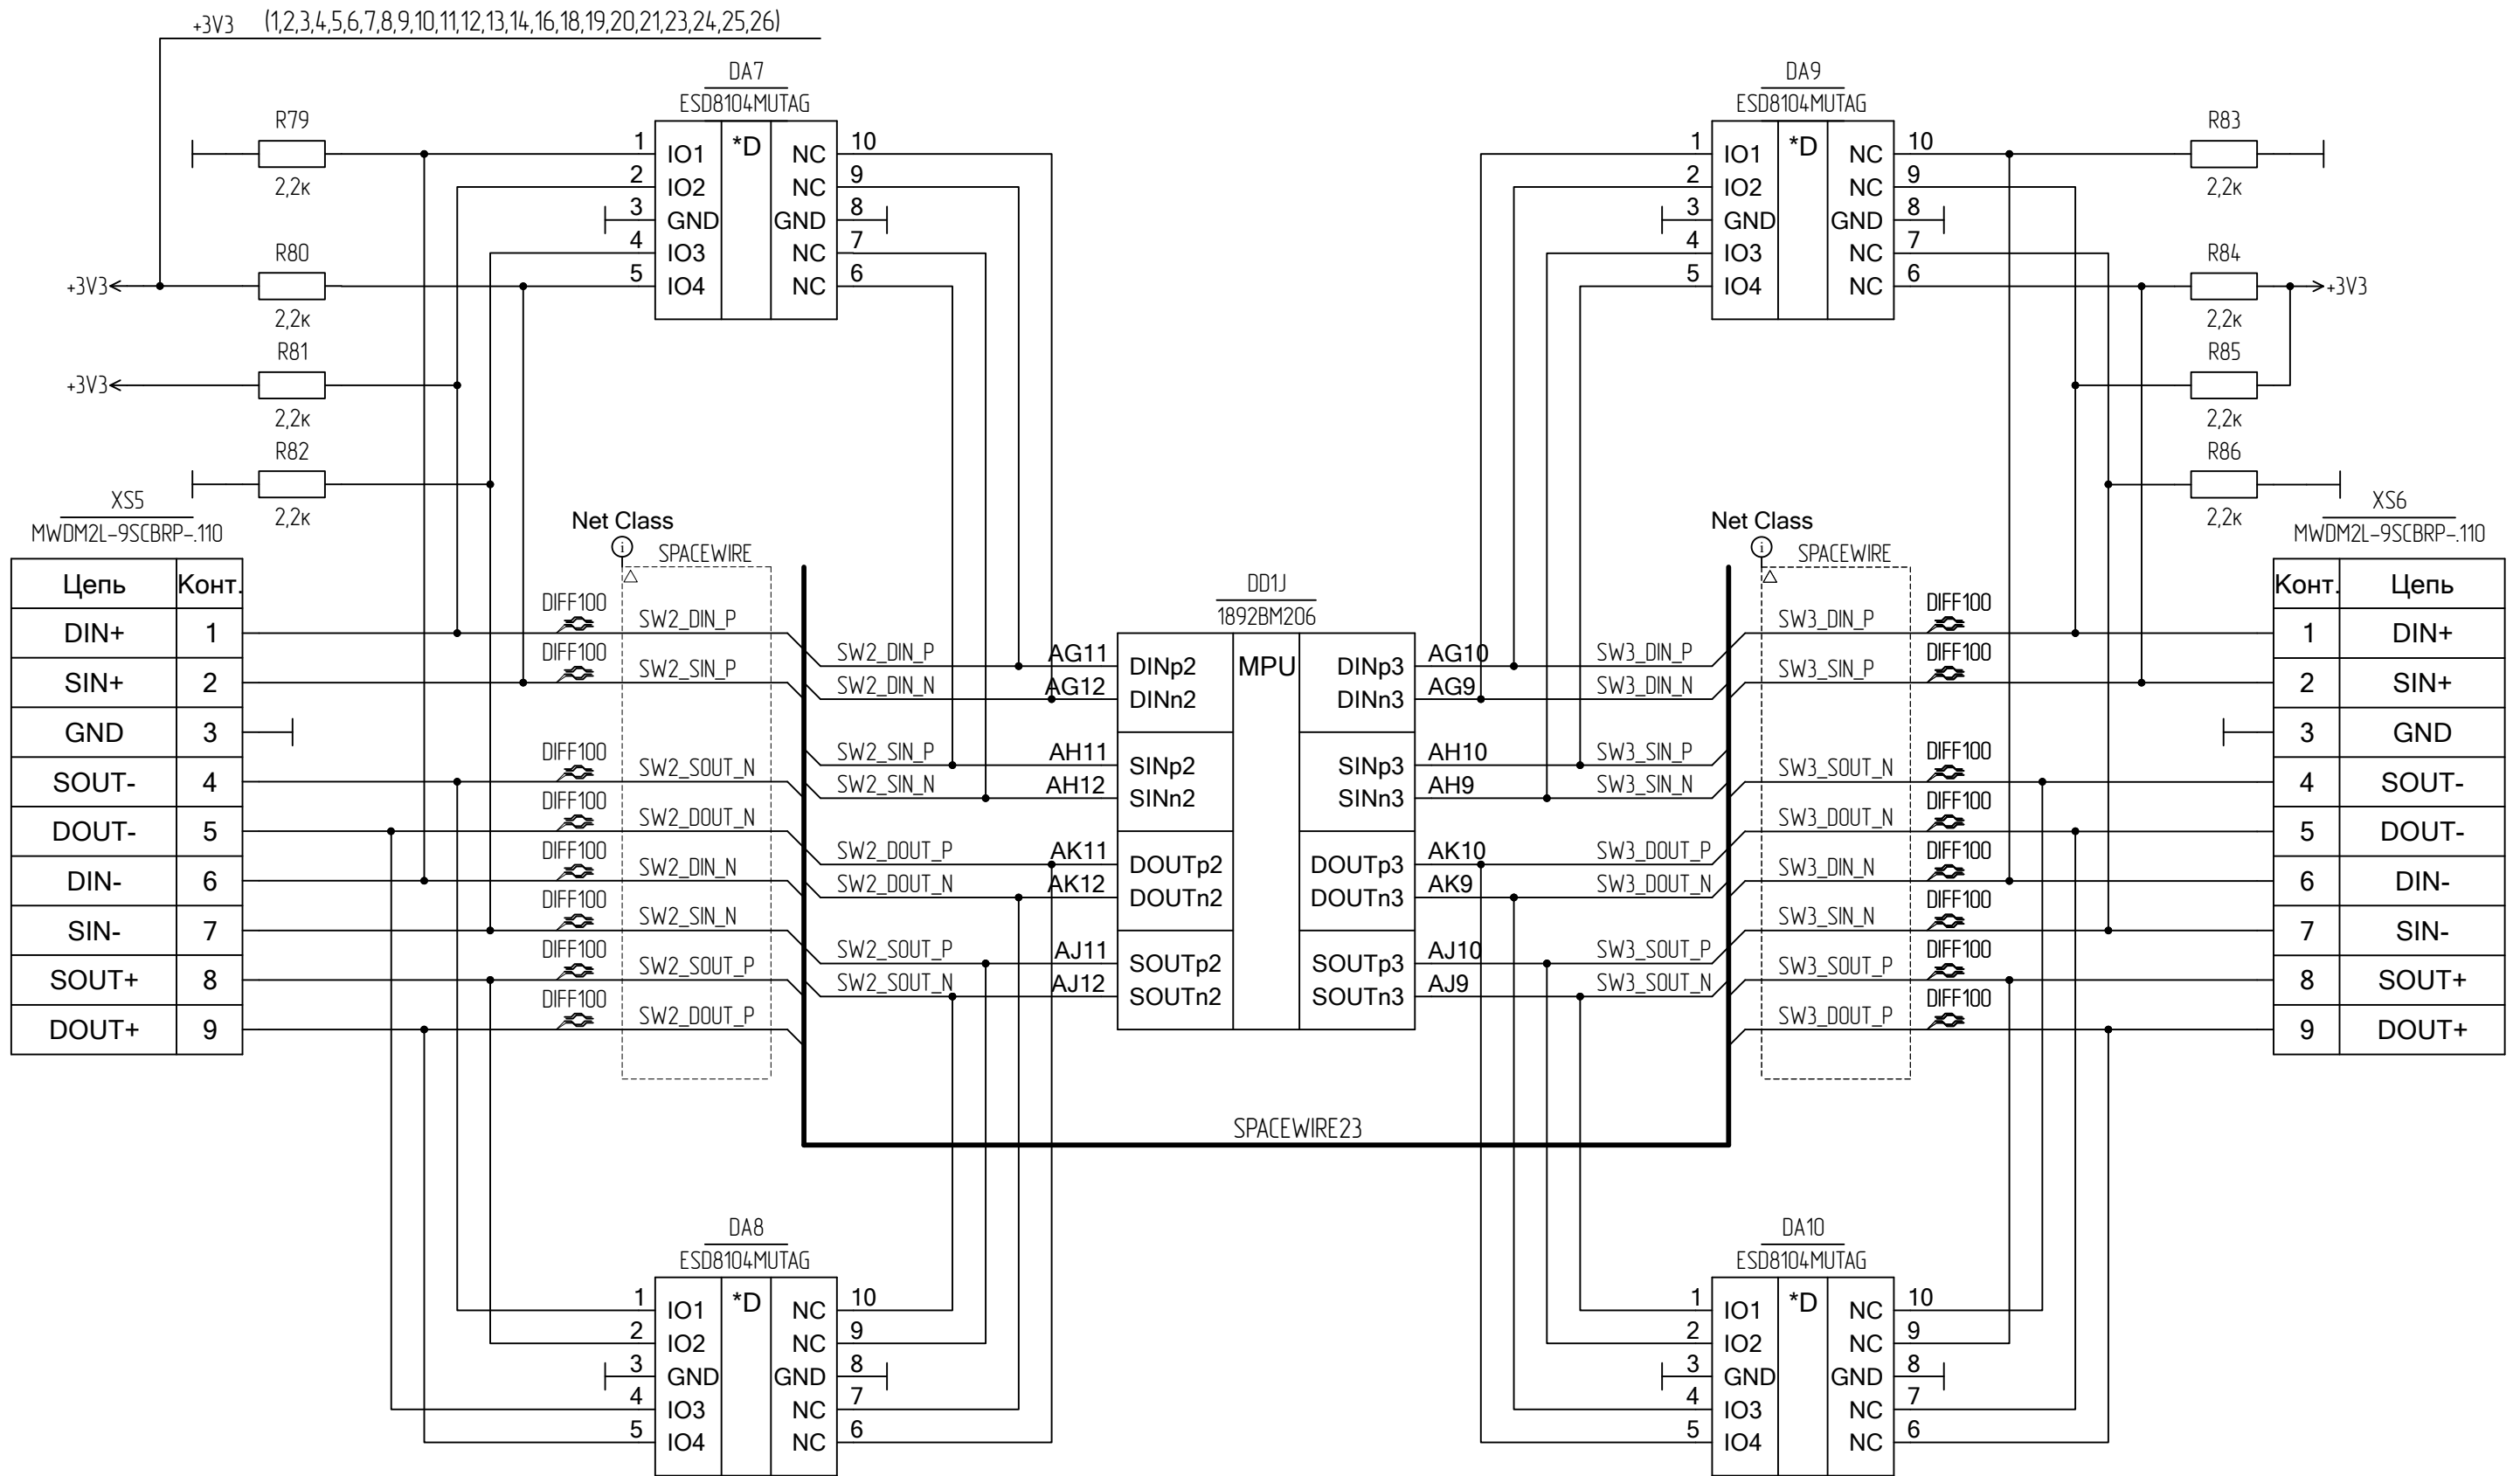 +3V3 (1,2,3,4,5,6,7,8,9,10,11,12,13,14,16,18,19,20,21,23,24,25,26)
DA7
ESD8104MUTAG
1 IO1 *D NC 10
2 IO2 NC 9
3 GND GND 8
4 IO3 NC 7
5 IO4 NC 6
R79
2,2к
+3V3
R80
2,2к
+3V3
R81
2,2к
R82
2,2к
DA9
ESD8104MUTAG
1 IO1 *D NC 10
2 IO2 NC 9
3 GND GND 8
4 IO3 NC 7
5 IO4 NC 6
R83
2,2к
R84
+3V3
2,2к
R85
2,2к
R86
2,2к
XS5
MWDM2L-9SCBRP-.110
Цепь Конт.
DIN+ 1
SIN+ 2
GND 3
SOUT- 4
DOUT- 5
DIN- 6
SIN- 7
SOUT+ 8
DOUT+ 9
Net Class
SPACEWIRE
DIFF100 SW2_DIN_P
DIFF100 SW2_SIN_P
DIFF100 SW2_SOUT_N
DIFF100 SW2_DOUT_N
DIFF100 SW2_DIN_N
DIFF100 SW2_SIN_N
DIFF100 SW2_SOUT_P
DIFF100 SW2_DOUT_P
DD1J
1892ВМ206
MPU
SW2_DIN_P AG11 DINp2 DINp3 AG10 SW3_DIN_P
SW2_DIN_N AG12 DINn2 DINn3 AG9 SW3_DIN_N
SW2_SIN_P AH11 SINp2 SINp3 AH10 SW3_SIN_P
SW2_SIN_N AH12 SINn2 SINn3 AH9 SW3_SIN_N
SW2_DOUT_P AK11 DOUTp2 DOUTp3 AK10 SW3_DOUT_P
SW2_DOUT_N AK12 DOUTn2 DOUTn3 AK9 SW3_DOUT_N
SW2_SOUT_P AJ11 SOUTp2 SOUTp3 AJ10 SW3_SOUT_P
SW2_SOUT_N AJ12 SOUTn2 SOUTn3 AJ9 SW3_SOUT_N
SPACEWIRE23
Net Class
SPACEWIRE
SW3_DIN_P DIFF100
SW3_SIN_P DIFF100
SW3_SOUT_N DIFF100
SW3_DOUT_N DIFF100
SW3_DIN_N DIFF100
SW3_SIN_N DIFF100
SW3_SOUT_P DIFF100
SW3_DOUT_P DIFF100
XS6
MWDM2L-9SCBRP-.110
Конт. Цепь
1 DIN+
2 SIN+
3 GND
4 SOUT-
5 DOUT-
6 DIN-
7 SIN-
8 SOUT+
9 DOUT+
DA8
ESD8104MUTAG
1 IO1 *D NC 10
2 IO2 NC 9
3 GND GND 8
4 IO3 NC 7
5 IO4 NC 6
DA10
ESD8104MUTAG
1 IO1 *D NC 10
2 IO2 NC 9
3 GND GND 8
4 IO3 NC 7
5 IO4 NC 6